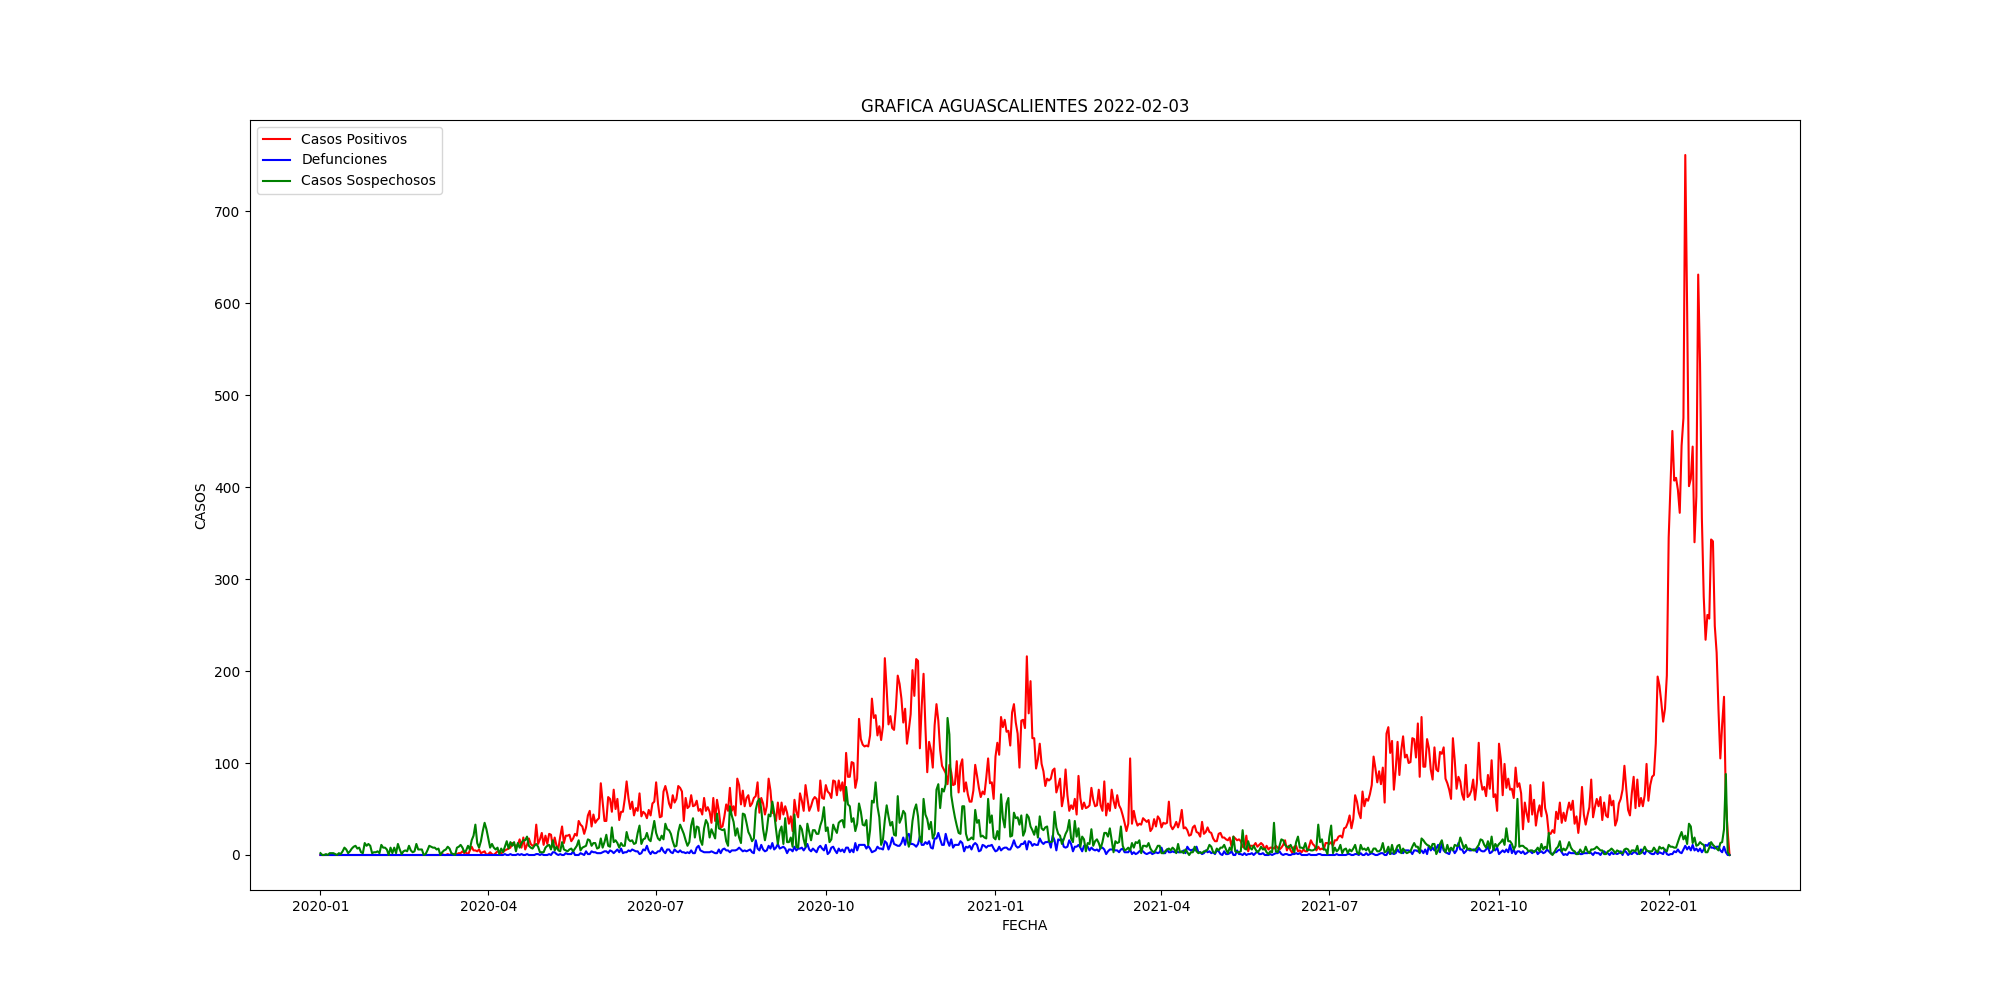 GRAFICA AGUASCALIENTES 2022-02-03
Casos Positivos
Defunciones
Casos Sospechosos
700
600
500
400
300
200
100
0
CASOS
2020-01
2020-04
2020-07
2020-10
2021-01
2021-04
2021-07
2021-10
2022-01
FECHA